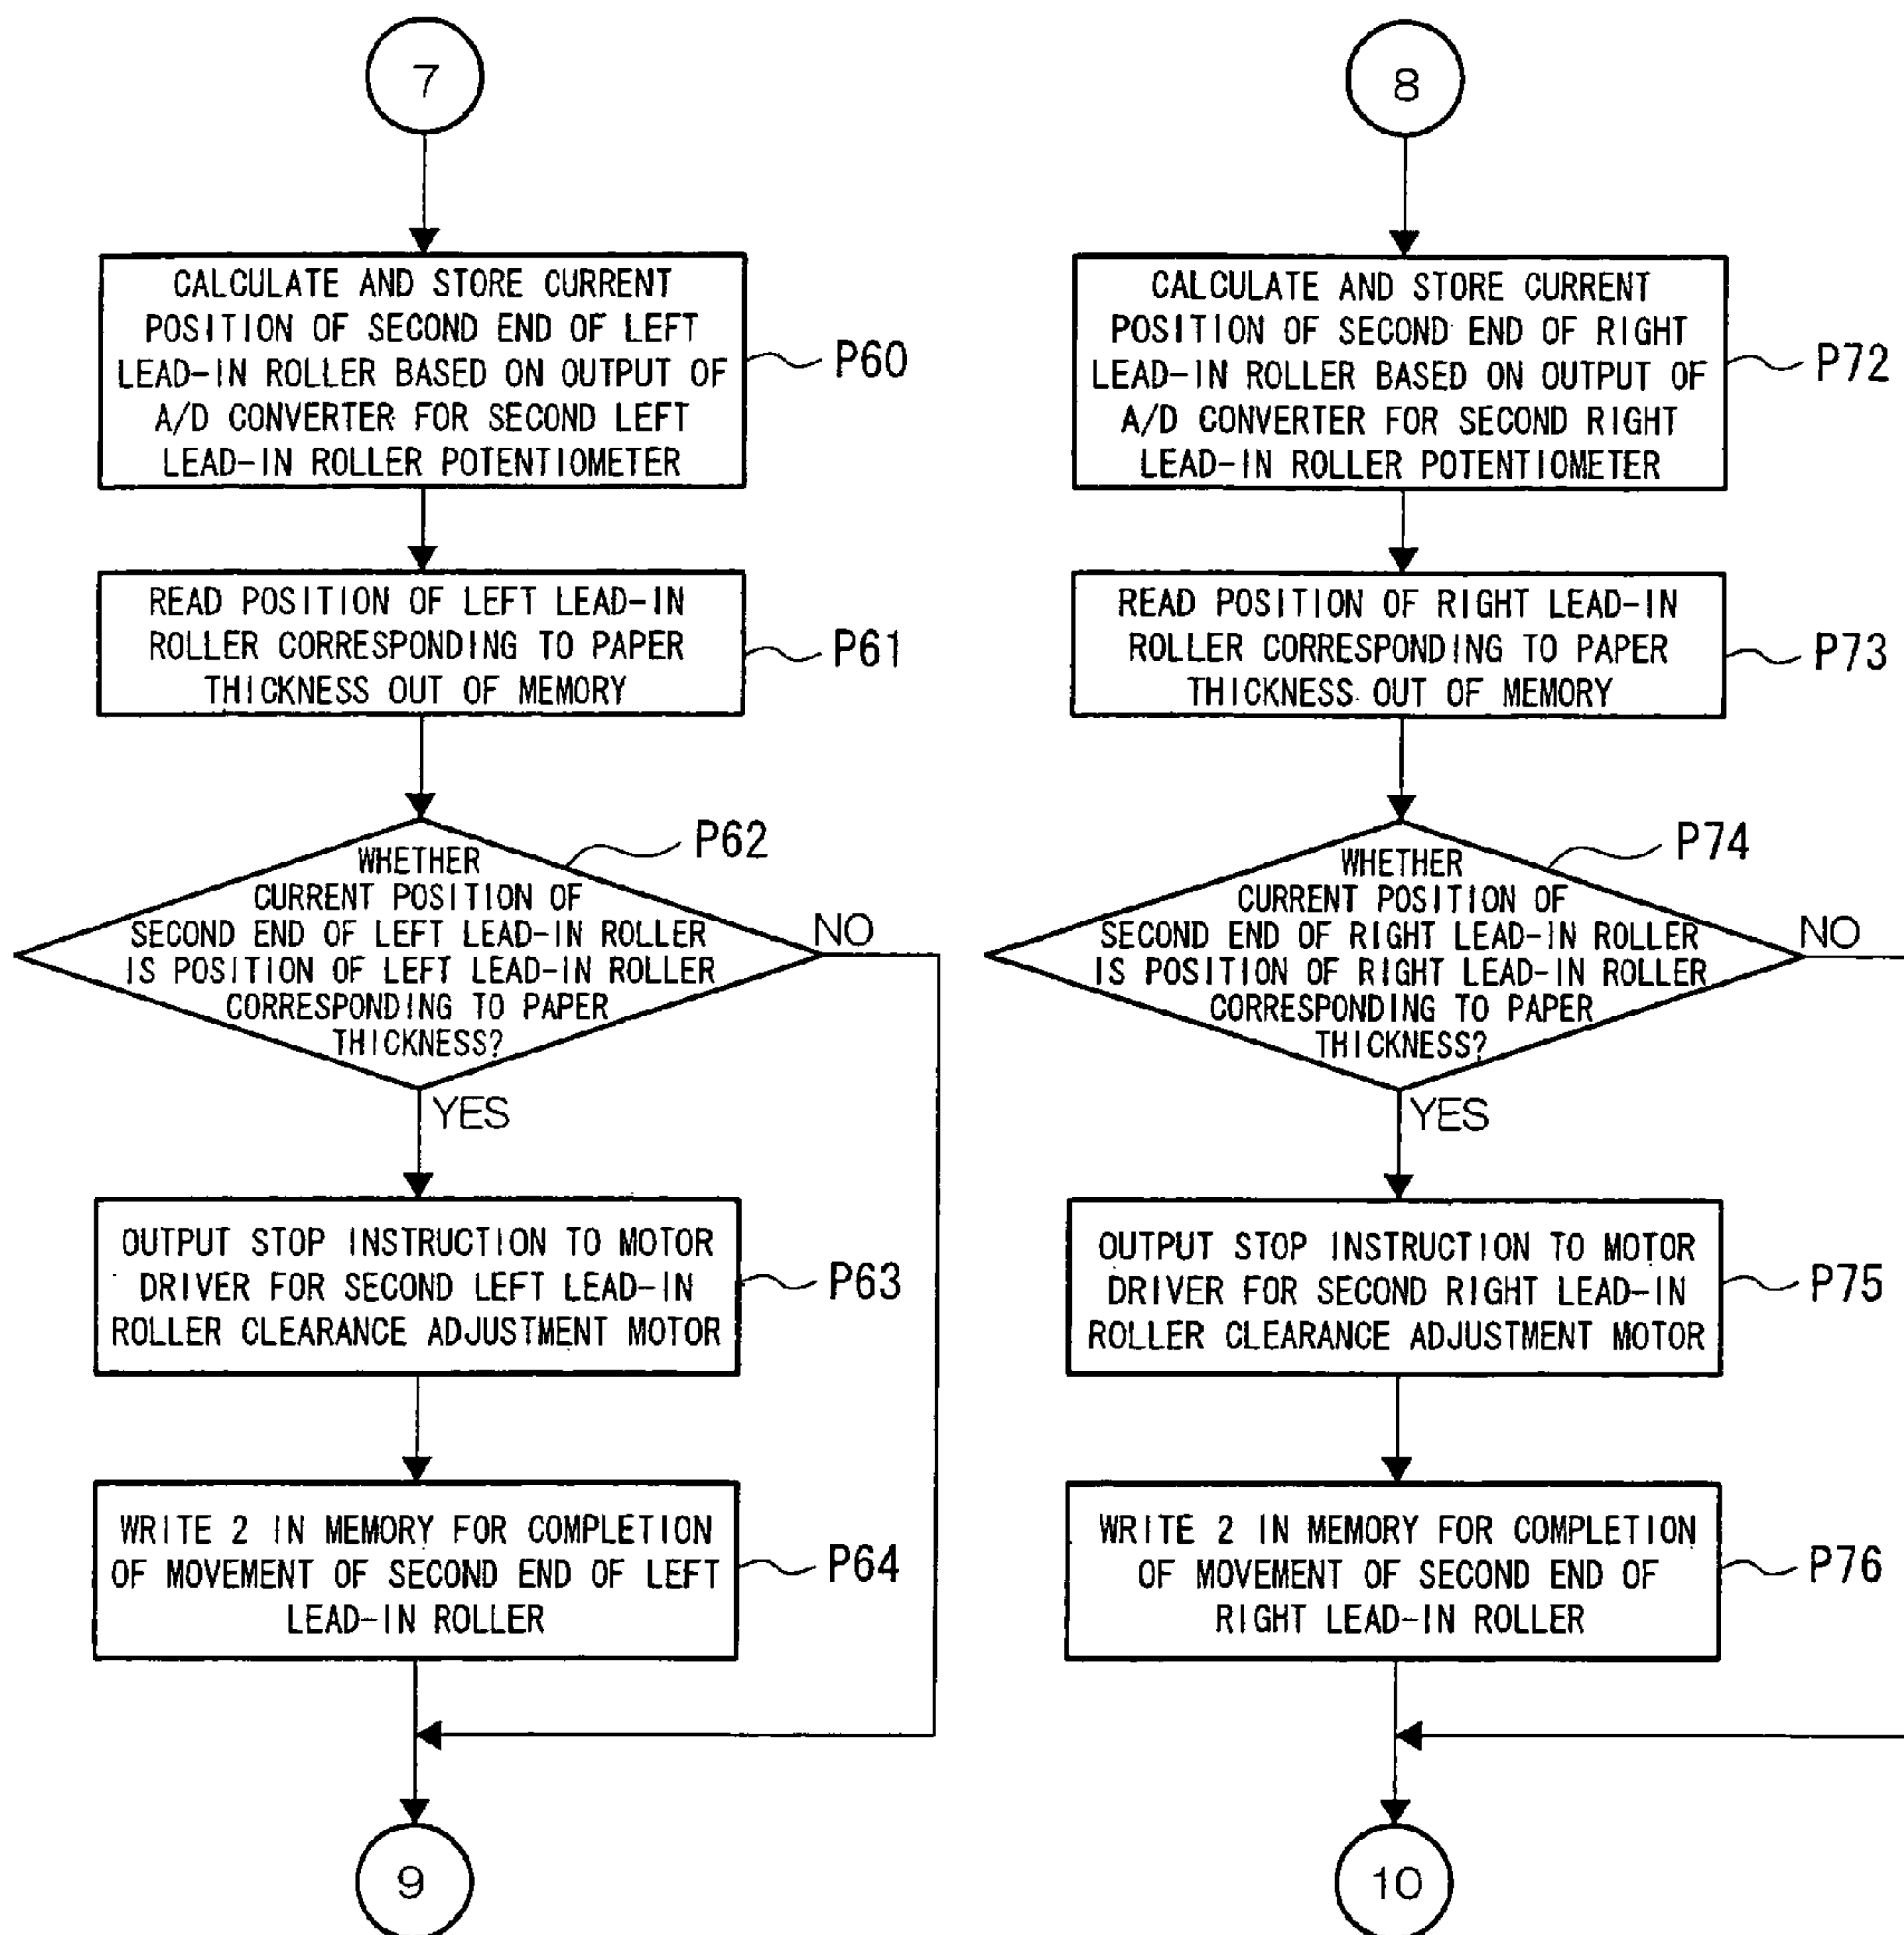 7
CALCULATE AND STORE CURRENT
POSITION OF SECOND END OF LEFT
LEAD-IN ROLLER BASED ON OUTPUT OF
A/D CONVERTER FOR SECOND LEFT
LEAD-IN ROLLER POTENTIOMETER
P60
READ POSITION OF LEFT LEAD-IN
ROLLER CORRESPONDING TO PAPER
THICKNESS OUT OF MEMORY
P61
P62
WHETHER
CURRENT POSITION OF
SECOND END OF LEFT LEAD-IN ROLLER
IS POSITION OF LEFT LEAD-IN ROLLER
CORRESPONDING TO PAPER
THICKNESS?
NO
YES
OUTPUT STOP INSTRUCTION TO MOTOR
DRIVER FOR SECOND LEFT LEAD-IN
ROLLER CLEARANCE ADJUSTMENT MOTOR
P63
WRITE 2 IN MEMORY FOR COMPLETION
OF MOVEMENT OF SECOND END OF LEFT
LEAD-IN ROLLER
P64
9
8
CALCULATE AND STORE CURRENT
POSITION OF SECOND END OF RIGHT
LEAD-IN ROLLER BASED ON OUTPUT OF
A/D CONVERTER FOR SECOND RIGHT
LEAD-IN ROLLER POTENTIOMETER
P72
READ POSITION OF RIGHT LEAD-IN
ROLLER CORRESPONDING TO PAPER
THICKNESS OUT OF MEMORY
P73
P74
WHETHER
CURRENT POSITION OF
SECOND END OF RIGHT LEAD-IN ROLLER
IS POSITION OF RIGHT LEAD-IN ROLLER
CORRESPONDING TO PAPER
THICKNESS?
NO
YES
OUTPUT STOP INSTRUCTION TO MOTOR
DRIVER FOR SECOND RIGHT LEAD-IN
ROLLER CLEARANCE ADJUSTMENT MOTOR
P75
WRITE 2 IN MEMORY FOR COMPLETION
OF MOVEMENT OF SECOND END OF
RIGHT LEAD-IN ROLLER
P76
10